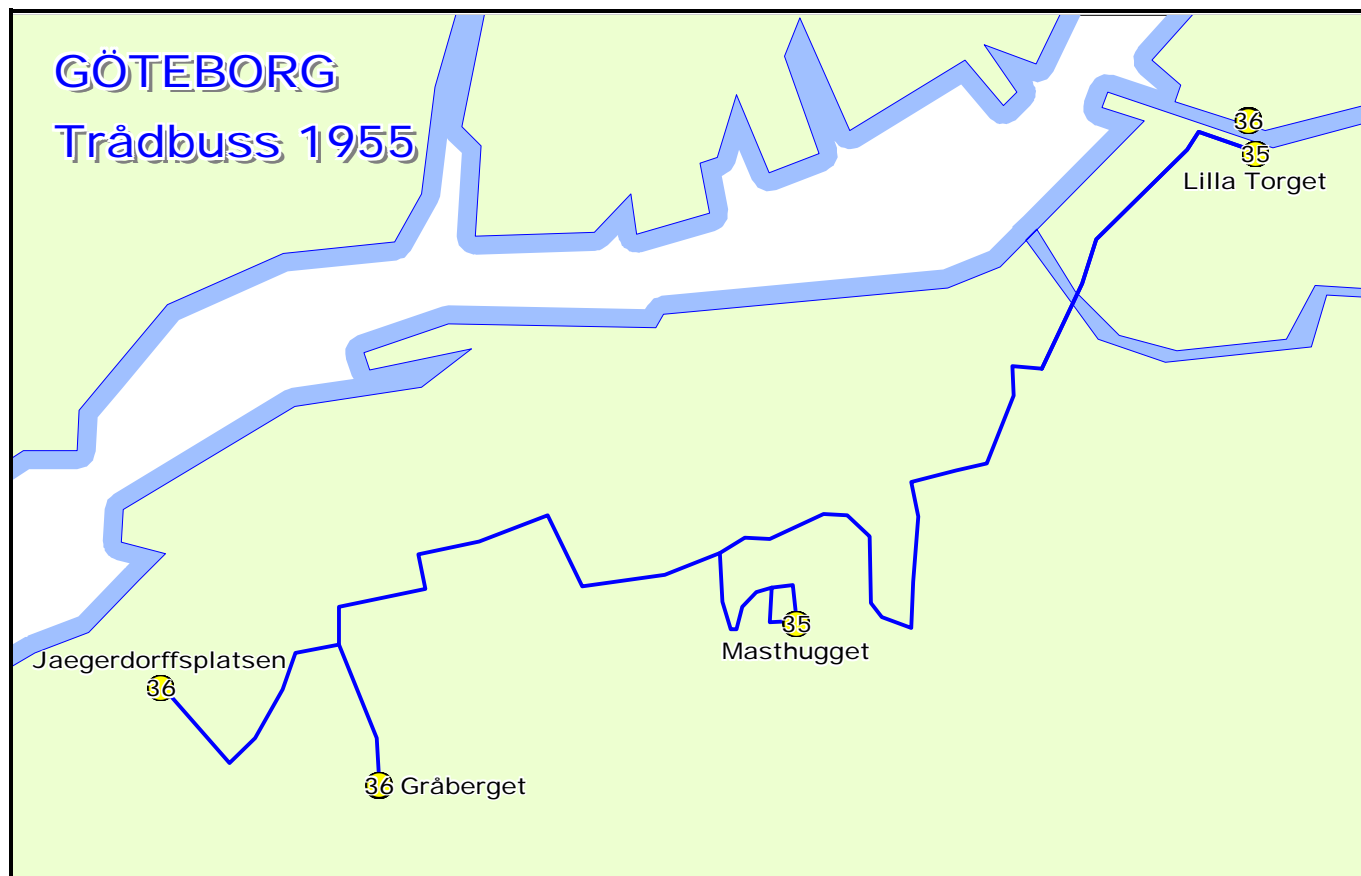 GÖTEBORG
Trådbuss 1955
36
35
Lilla Torget
35
Masthugget
Jaegerdorffsplatsen
36
36 Gråberget